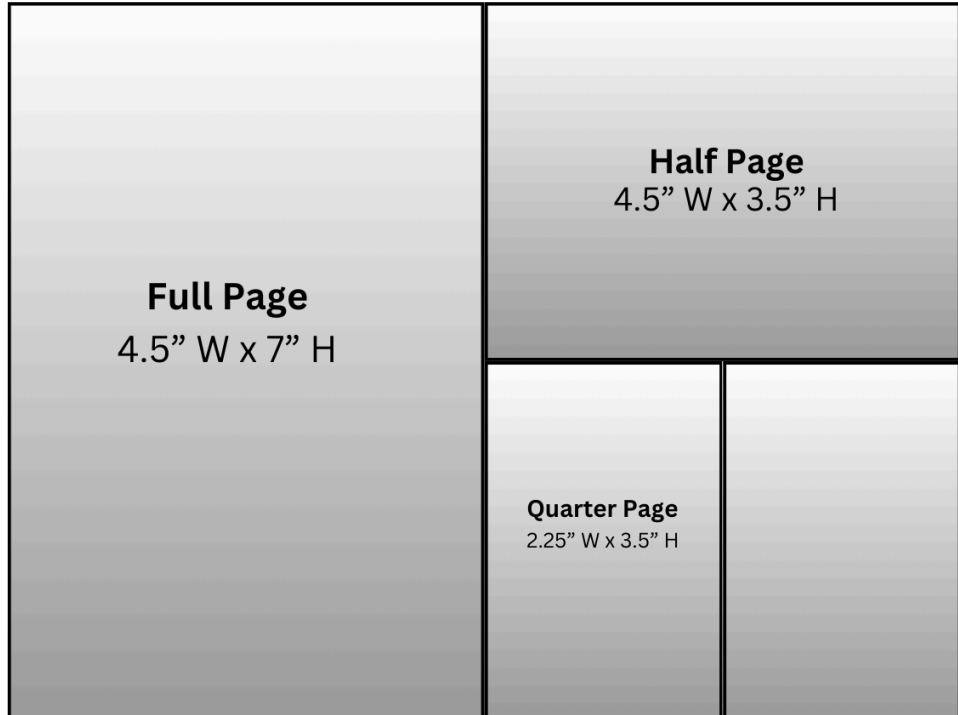 Full Page
4.5” W x 7” H
Half Page
4.5” W x 3.5” H
Quarter Page
2.25” W x 3.5” H